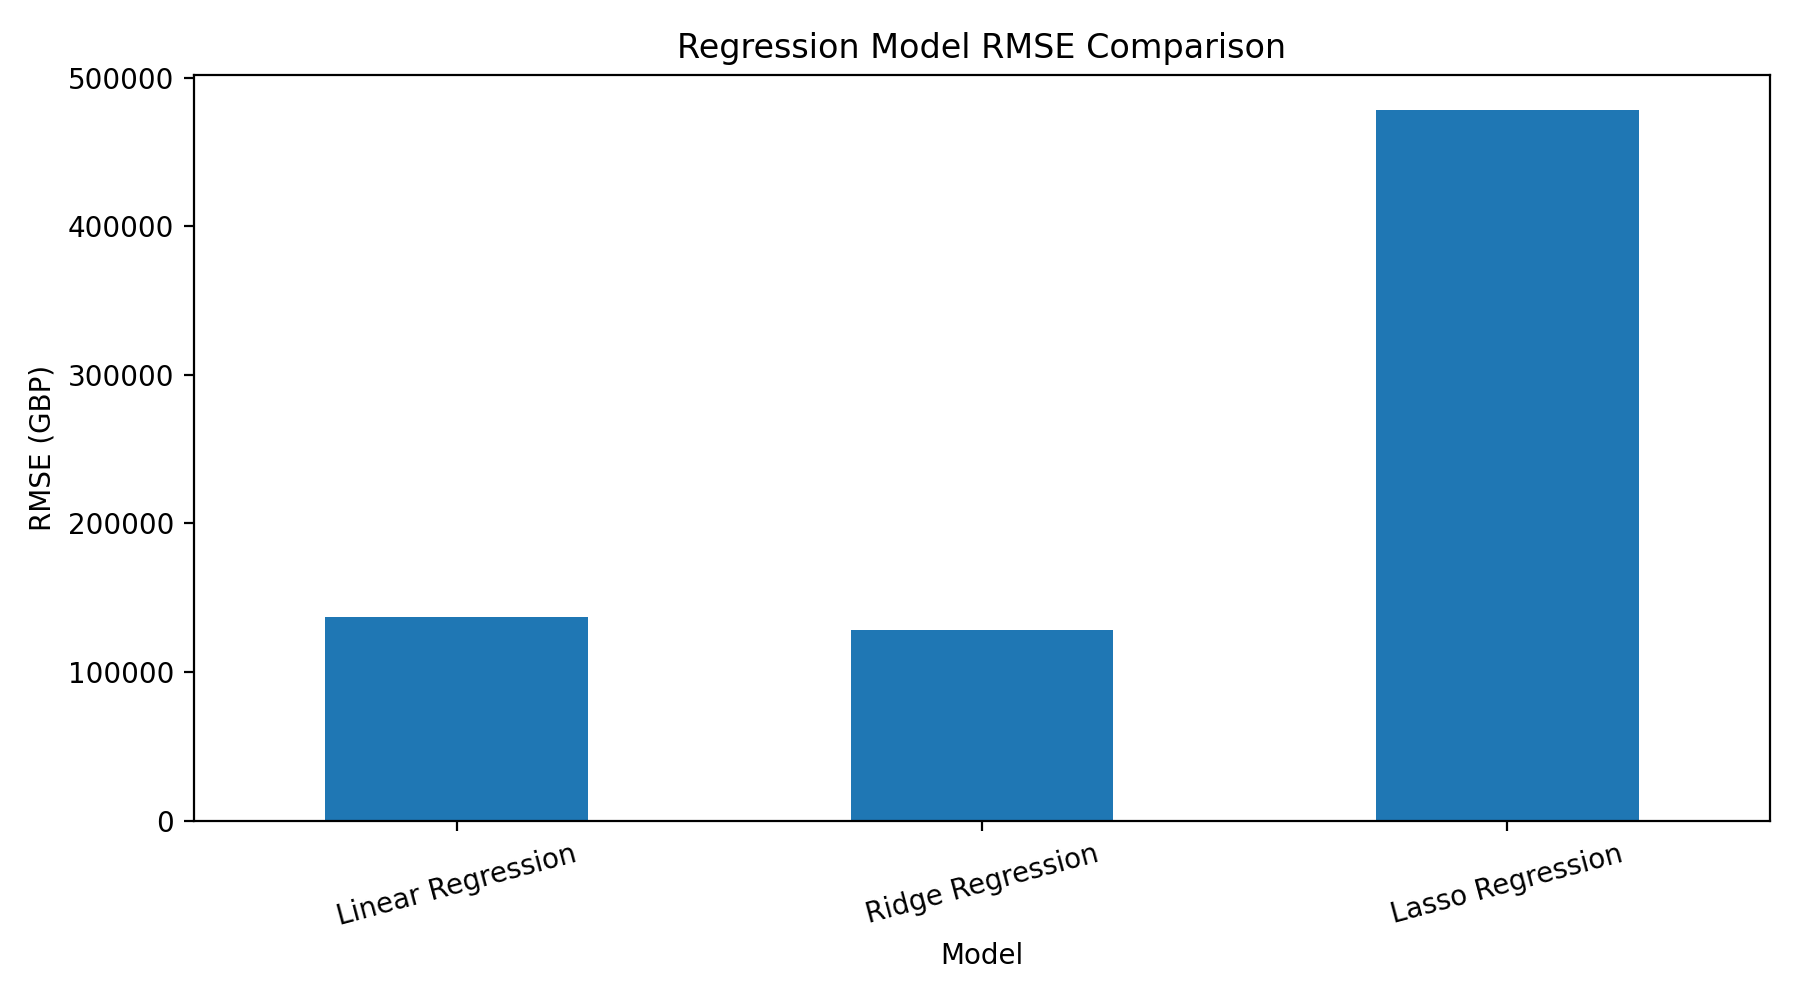 Regression Model RMSE Comparison
500000
400000
300000
200000
100000
0
RMSE (GBP)
Linear Regression
Ridge Regression
Lasso Regression
Model